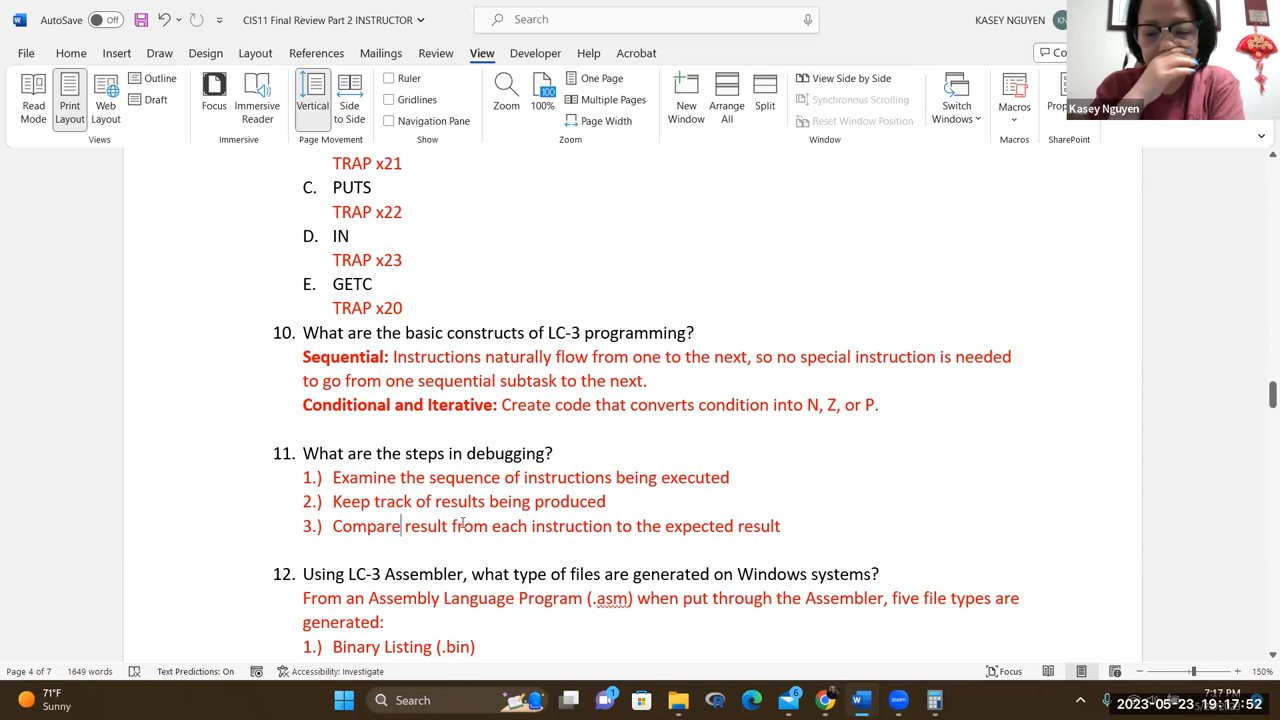 AutoSave Off CIS11 Final Review Part 2 INSTRUCTOR Search KASEY NGUYEN KN
File Home Insert Draw Design Layout References Mailings Review View Developer Help Acrobat
Read Mode
Print Layout
Web Layout
Outline
Draft
Views
Focus
Immersive Reader
Immersive
Vertical
Side to Side
Page Movement
Ruler
Gridlines
Navigation Pane
Show
Zoom
100
100%
One Page
Multiple Pages
Page Width
Zoom
New Window
Arrange All
Split
View Side by Side
Synchronous Scrolling
Reset Window Position
Window
Switch Windows
Macros
Macros
SharePoint
Kasey Nguyen
TRAP x21
C. PUTS
TRAP x22
D. IN
TRAP x23
E. GETC
TRAP x20
10. What are the basic constructs of LC-3 programming?
Sequential: Instructions naturally flow from one to the next, so no special instruction is needed
to go from one sequential subtask to the next.
Conditional and Iterative: Create code that converts condition into N, Z, or P.
11. What are the steps in debugging?
1.) Examine the sequence of instructions being executed
2.) Keep track of results being produced
3.) Compare result from each instruction to the expected result
12. Using LC-3 Assembler, what type of files are generated on Windows systems?
From an Assembly Language Program (.asm) when put through the Assembler, five file types are
generated:
1.) Binary Listing (.bin)
Page 4 of 7 1649 words Text Predictions: On Accessibility: Investigate Focus 150%
71°F
Sunny
Search
1
6
7:17 PM
2023-05-23 19:17:52